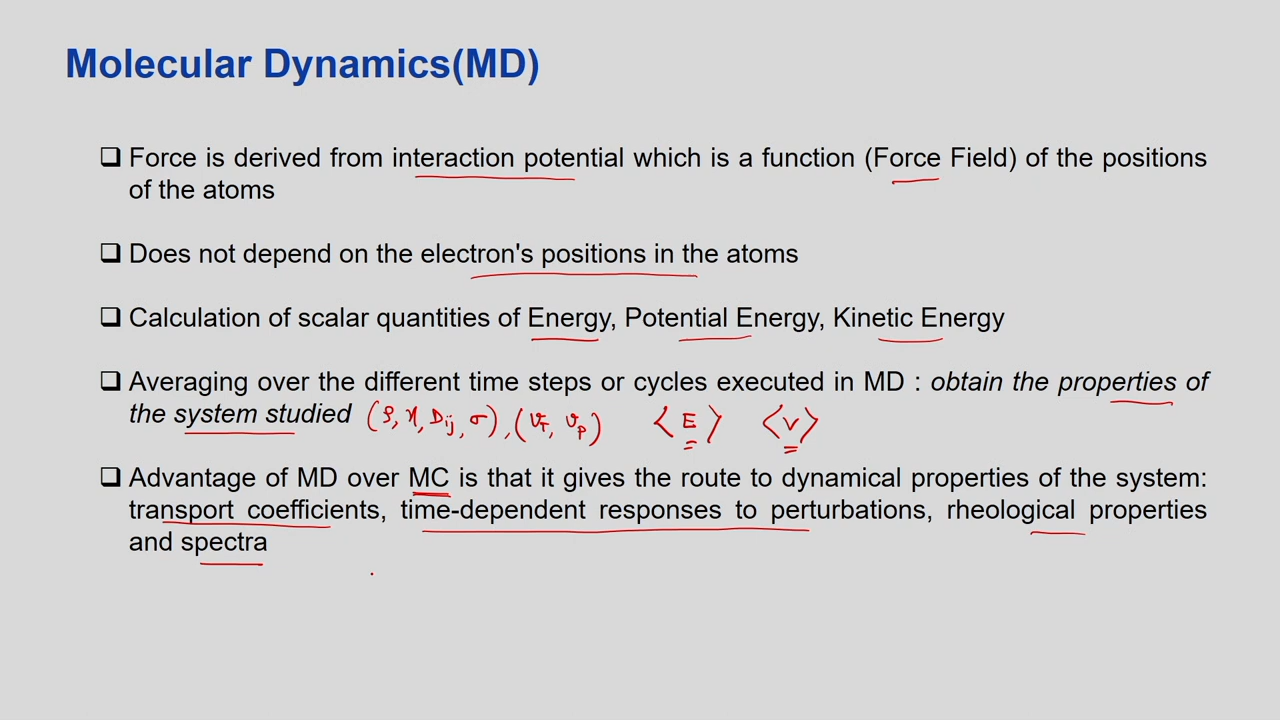 Molecular Dynamics(MD)
❑ Force is derived from interaction potential which is a function (Force Field) of the positions
of the atoms
❑ Does not depend on the electron's positions in the atoms
❑ Calculation of scalar quantities of Energy, Potential Energy, Kinetic Energy
❑ Averaging over the different time steps or cycles executed in MD : obtain the properties of
the system studied (ρ, η, Dij, σ), (VT, VP) ⟨E⟩ ⟨V⟩
❑ Advantage of MD over MC is that it gives the route to dynamical properties of the system:
transport coefficients, time-dependent responses to perturbations, rheological properties
and spectra